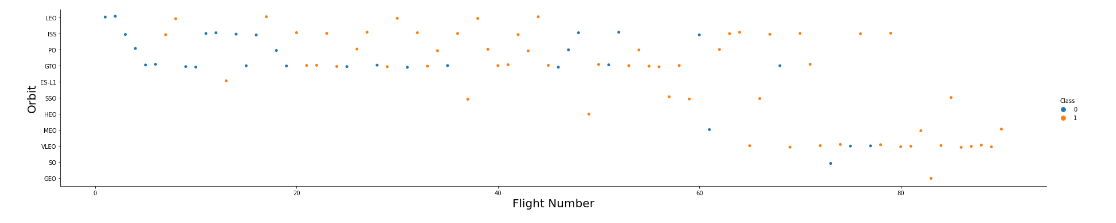 LEO
ISS
PO
GTO
ES-L1
SSO
HEO
MEO
VLEO
SO
GEO
Orbit
0
20
40
60
80
Flight Number
Class
0
1